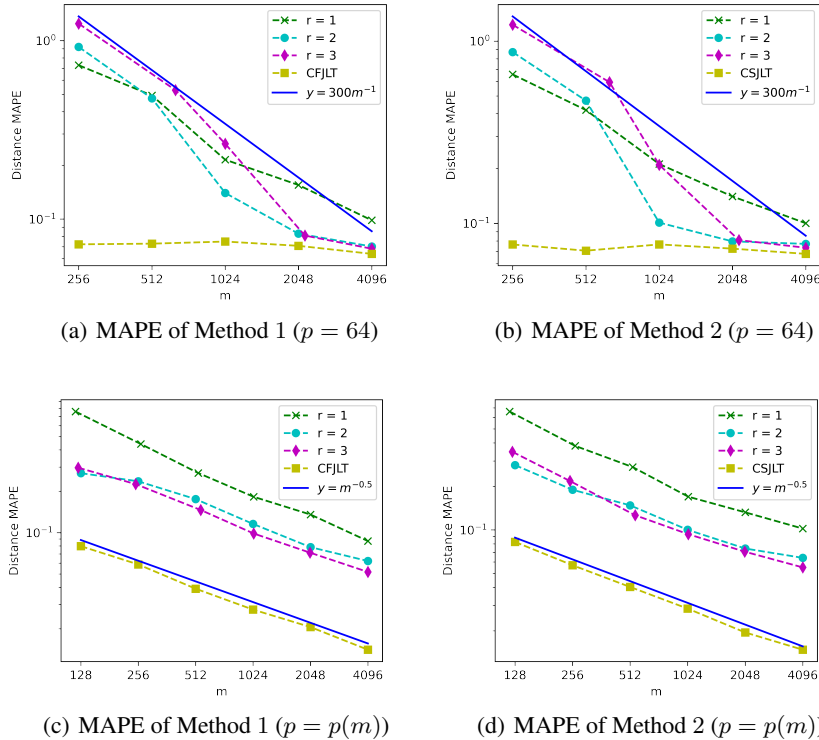 Distance MAPE
10^0
10^{-1}
256 512 1024 2048 4096
m
r = 1
r = 2
r = 3
CFJLT
y = 300m^{-1}
(a) MAPE of Method 1 (p = 64)
Distance MAPE
10^0
10^{-1}
256 512 1024 2048 4096
m
r = 1
r = 2
r = 3
CSJLT
y = 300m^{-1}
(b) MAPE of Method 2 (p = 64)
Distance MAPE
10^{-1}
128 256 512 1024 2048 4096
m
r = 1
r = 2
r = 3
CFJLT
y = m^{-0.5}
(c) MAPE of Method 1 (p = p(m))
Distance MAPE
10^{-1}
128 256 512 1024 2048 4096
m
r = 1
r = 2
r = 3
CSJLT
y = m^{-0.5}
(d) MAPE of Method 2 (p = p(m))